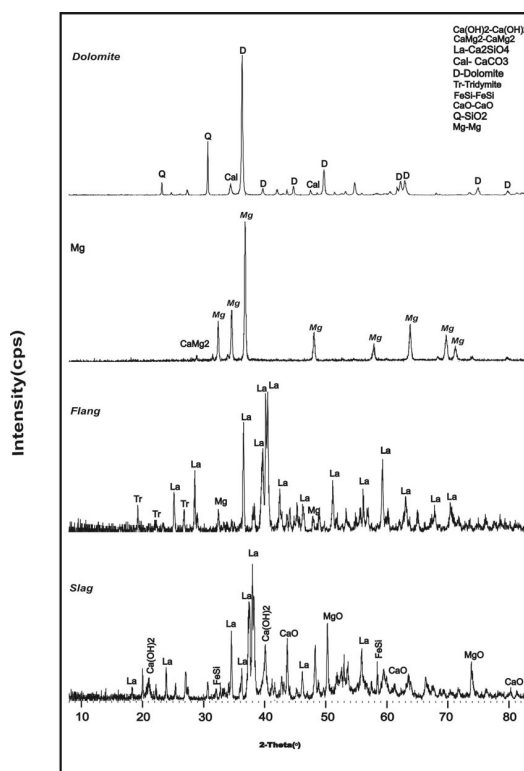 Ca(OH)2-Ca(OH)
CaMg2-CaMg2
La-Ca2SiO4
Cal- CaCO3
D-Dolomite
Tr-Tridymite
FeSi-FeSi
CaO-CaO
Q-SiO2
Mg-Mg
Dolomite
D
Q
Q
Cal
D
D
Cal
D
D
D
D
D
Mg
CaMg2
Mg
Mg
Mg
Mg
Mg
Mg
Mg
Mg
Flang
Tr
Tr
La
Tr
La
Mg
La
La
La
La
La
La
Mg
La
La
La
La
La
La
Slag
La
Ca(OH)2
La
FeSi
La
La
La
La
Ca(OH)2
CaO
La
MgO
La
FeSi
CaO
MgO
CaO
10 20 30 40 50 60 70 80
2-Theta(°)
Intensity(cps)